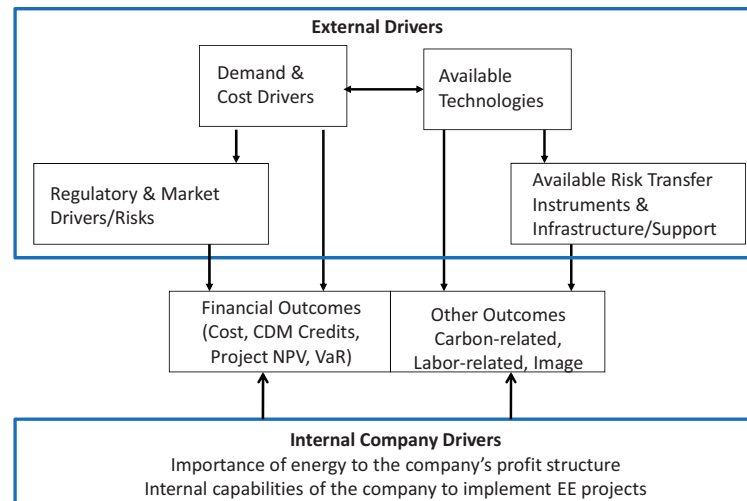 External Drivers
Demand &
Cost Drivers
Available
Technologies
Regulatory & Market
Drivers/Risks
Available Risk Transfer
Instruments &
Infrastructure/Support
Financial Outcomes
(Cost, CDM Credits,
Project NPV, VaR)
Other Outcomes
Carbon-related,
Labor-related, Image
Internal Company Drivers
Importance of energy to the company’s profit structure
Internal capabilities of the company to implement EE projects